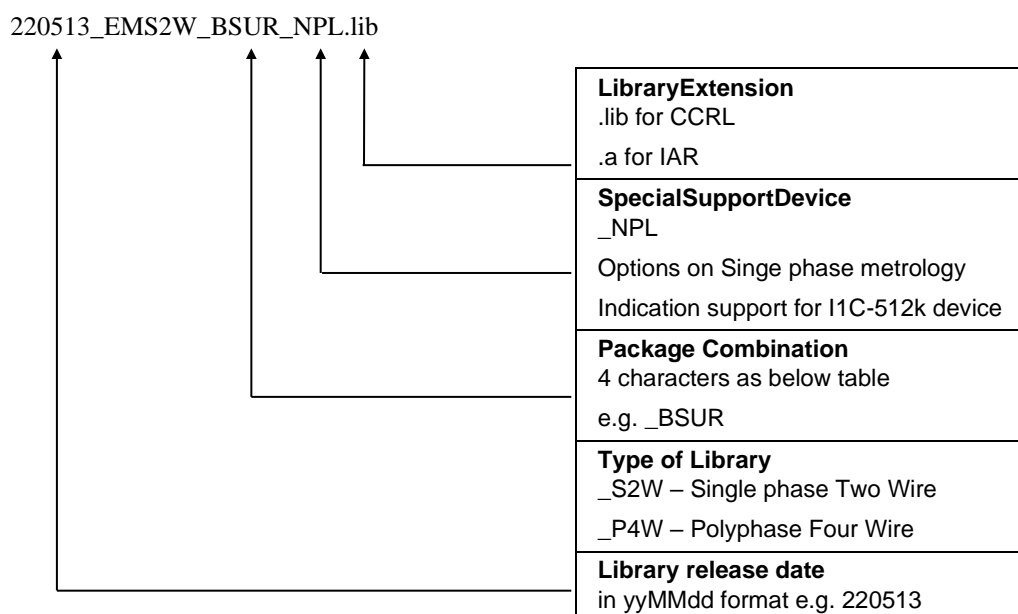 220513_EMS2W_BSUR_NPL.lib
LibraryExtension
.lib for CCRL
.a for IAR
SpecialSupportDevice
_NPL
Options on Singe phase metrology
Indication support for I1C-512k device
Package Combination
4 characters as below table
e.g. _BSUR
Type of Library
_S2W – Single phase Two Wire
_P4W – Polyphase Four Wire
Library release date
in yyMMdd format e.g. 220513